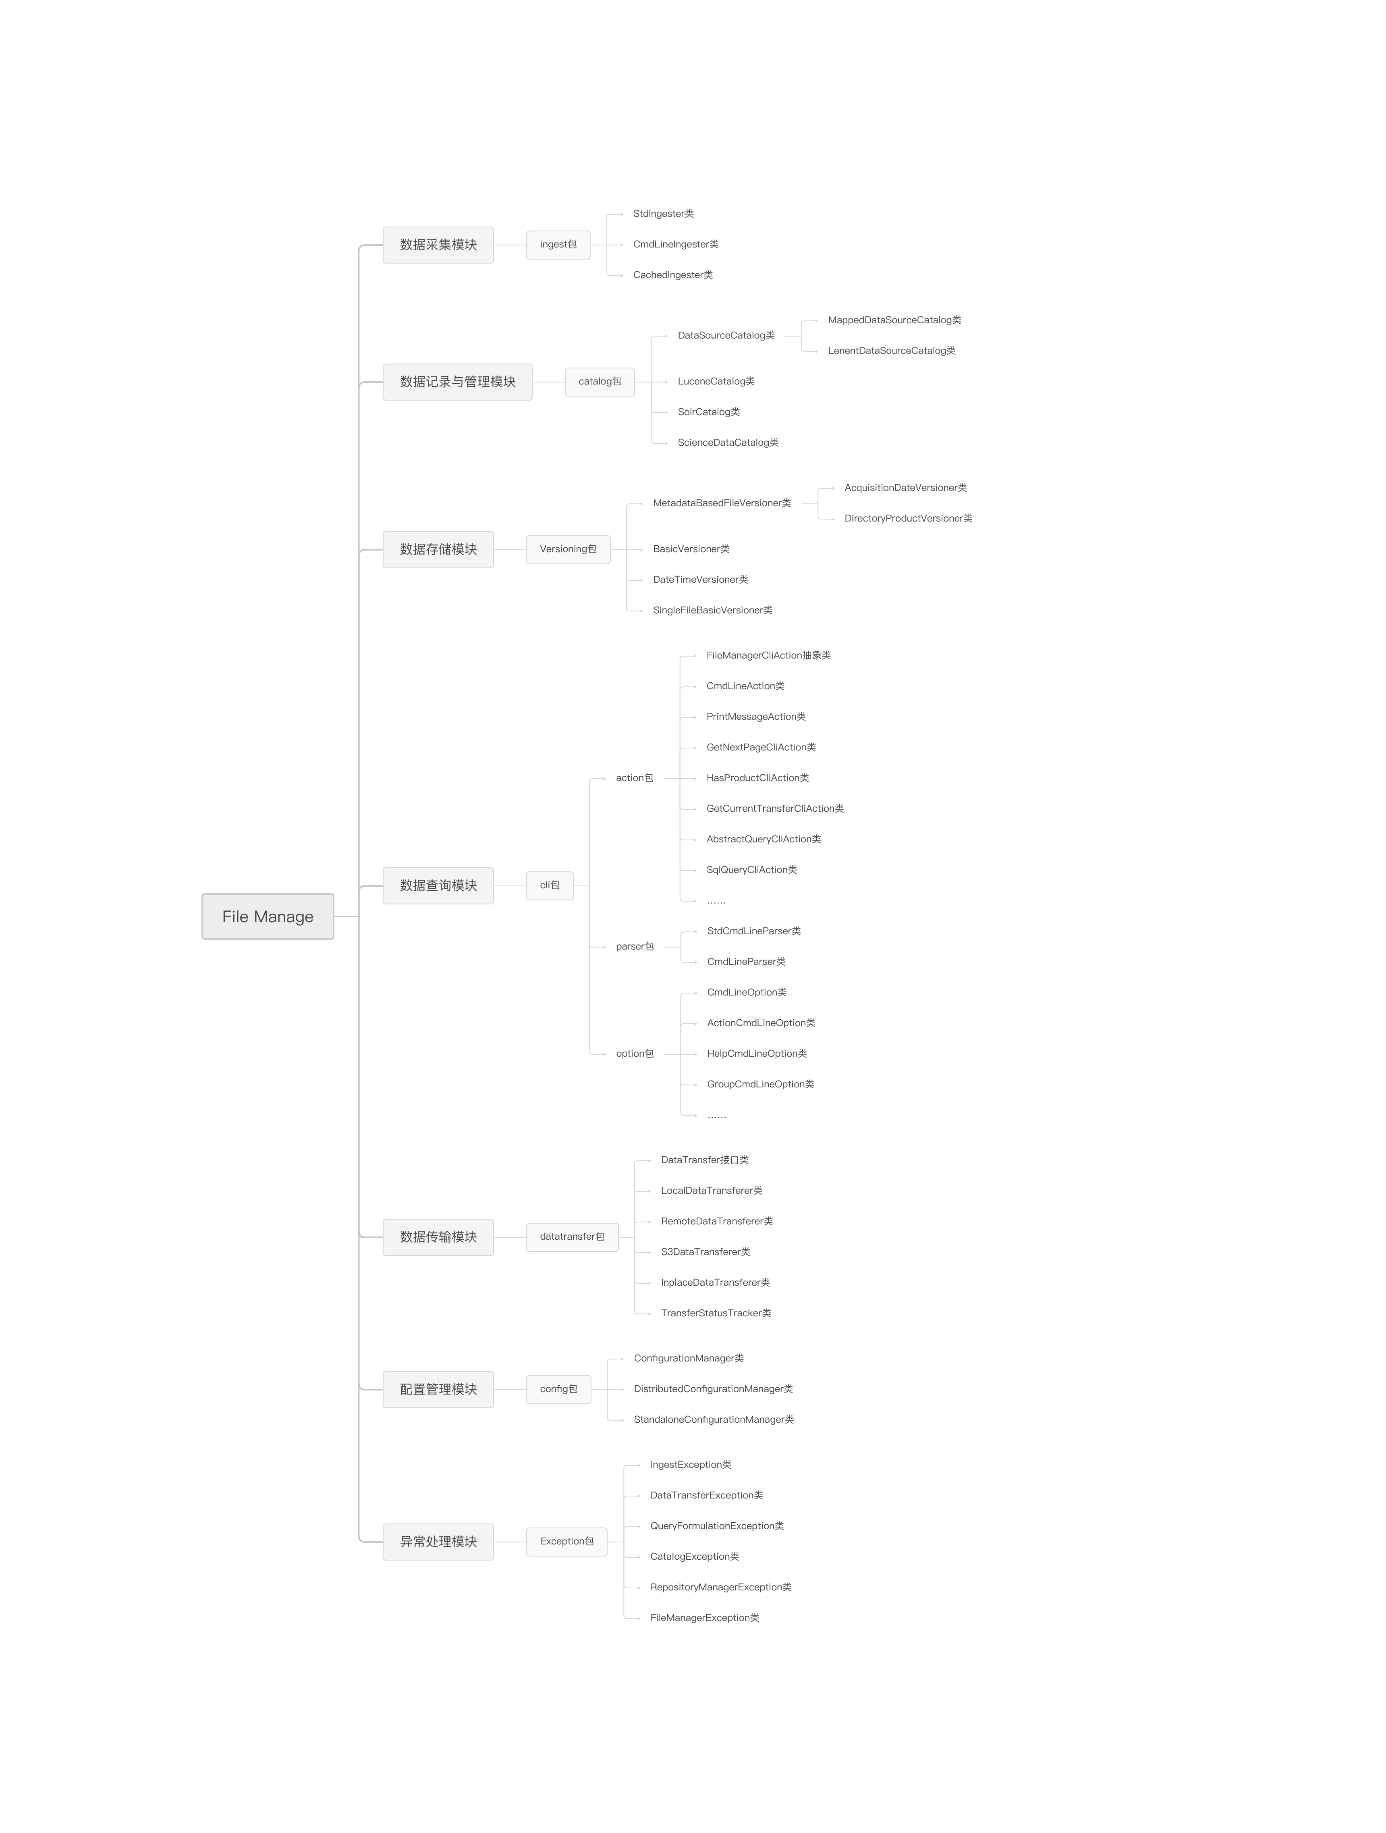 File Manage
数据采集模块
ingest包
StdIngester类
CmdLineIngester类
CachedIngester类
数据记录与管理模块
catalog包
DataSourceCatalog类
MappedDataSourceCatalog类
LenentDataSourceCatalog类
LuceneCatalog类
SolrCatalog类
ScienceDataCatalog类
数据存储模块
Versioning包
MetadataBasedFileVersioner类
AcquisitionDateVersioner类
DirectoryProductVersioner类
BasicVersioner类
DateTimeVersioner类
SingleFileBasicVersioner类
数据查询模块
cli包
action包
FileManagerCliAction抽象类
CmdLineAction类
PrintMessageAction类
GetNextPageCliAction类
HasProductCliAction类
GetCurrentTransferCliAction类
AbstractQueryCliAction类
SqlQueryCliAction类
……
parser包
StdCmdLineParser类
CmdLineParser类
option包
CmdLineOption类
ActionCmdLineOption类
HelpCmdLineOption类
GroupCmdLineOption类
……
数据传输模块
datatransfer包
DataTransfer接口类
LocalDataTransferer类
RemoteDataTransferer类
S3DataTransferer类
InplaceDataTransferer类
TransferStatusTracker类
配置管理模块
config包
ConfigurationManager类
DistributedConfigurationManager类
StandaloneConfigurationManager类
异常处理模块
Exception包
IngestException类
DataTransferException类
QueryFormulationException类
CatalogException类
RepositoryManagerException类
FileManagerException类